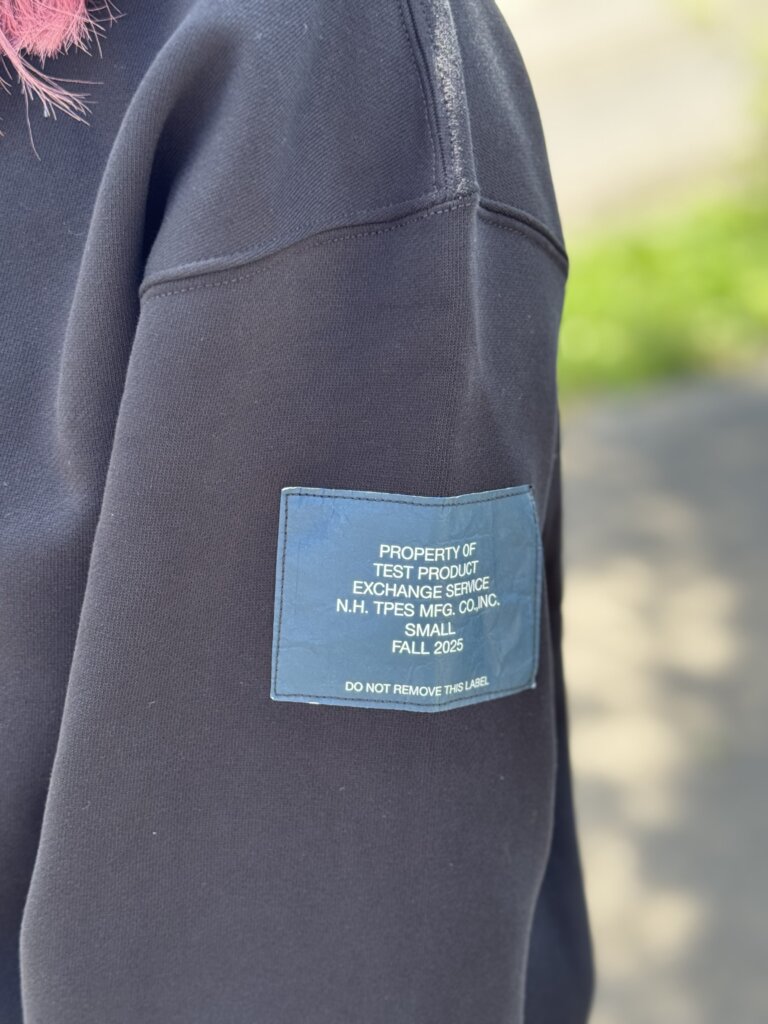 PROPERTY OF
TEST PRODUCT
EXCHANGE SERVICE
N.H. TPES MFG. CO.,INC.
SMALL
FALL 2025
DO NOT REMOVE THIS LABEL